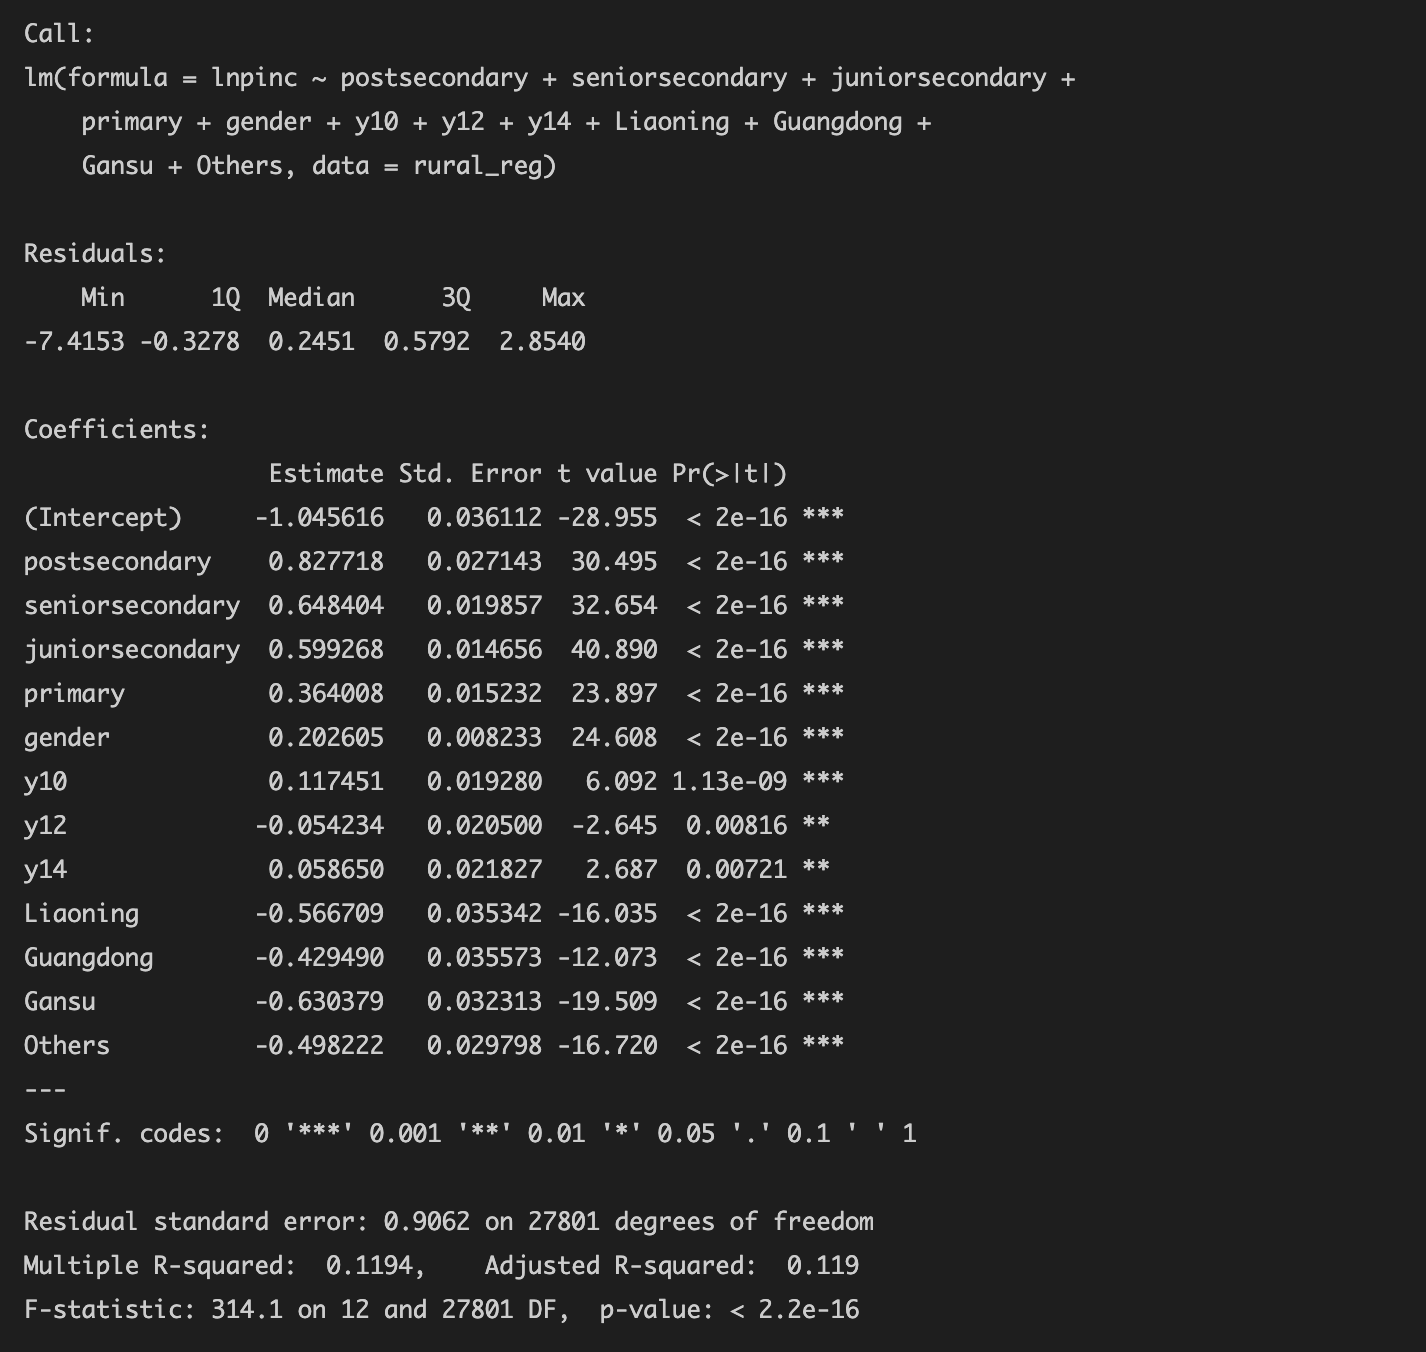 Call:
lm(formula = lnpinc ~ postsecondary + seniorsecondary + juniorsecondary +
    primary + gender + y10 + y12 + y14 + Liaoning + Guangdong +
    Gansu + Others, data = rural_reg)

Residuals:
    Min      1Q  Median      3Q     Max
-7.4153 -0.3278  0.2451  0.5792  2.8540

Coefficients:
                 Estimate Std. Error t value Pr(>|t|)
(Intercept)     -1.045616   0.036112 -28.955  < 2e-16 ***
postsecondary    0.827718   0.027143  30.495  < 2e-16 ***
seniorsecondary  0.648404   0.019857  32.654  < 2e-16 ***
juniorsecondary  0.599268   0.014656  40.890  < 2e-16 ***
primary          0.364008   0.015232  23.897  < 2e-16 ***
gender           0.202605   0.008233  24.608  < 2e-16 ***
y10              0.117451   0.019280   6.092 1.13e-09 ***
y12             -0.054234   0.020500  -2.645  0.00816 **
y14              0.058650   0.021827   2.687  0.00721 **
Liaoning        -0.566709   0.035342 -16.035  < 2e-16 ***
Guangdong       -0.429490   0.035573 -12.073  < 2e-16 ***
Gansu           -0.630379   0.032313 -19.509  < 2e-16 ***
Others          -0.498222   0.029798 -16.720  < 2e-16 ***
---
Signif. codes:  0 '***' 0.001 '**' 0.01 '*' 0.05 '.' 0.1 ' ' 1

Residual standard error: 0.9062 on 27801 degrees of freedom
Multiple R-squared:  0.1194,    Adjusted R-squared:  0.119
F-statistic: 314.1 on 12 and 27801 DF,  p-value: < 2.2e-16